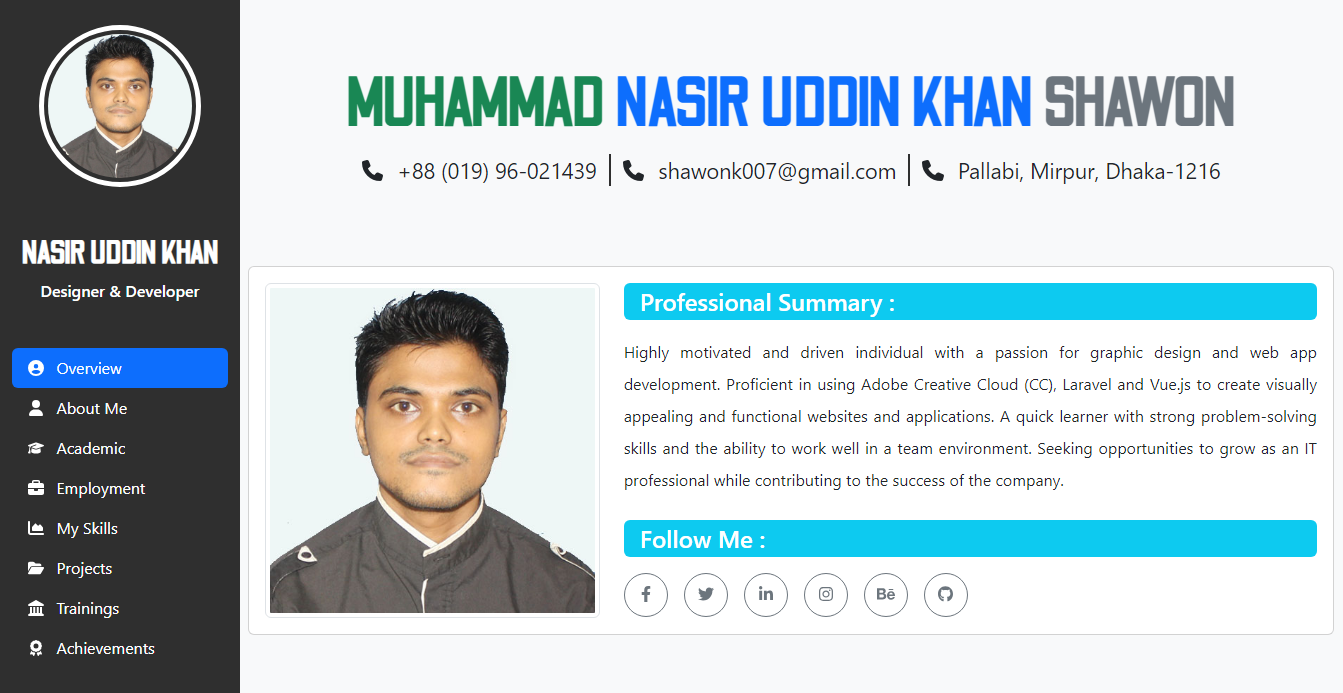 NASIR UDDIN KHAN
Designer & Developer
Overview
About Me
Academic
Employment
My Skills
Projects
Trainings
Achievements
MUHAMMAD NASIR UDDIN KHAN SHAWON
+88 (019) 96-021439 | shawonk007@gmail.com | Pallabi, Mirpur, Dhaka-1216
Professional Summary :
Highly motivated and driven individual with a passion for graphic design and web app
development. Proficient in using Adobe Creative Cloud (CC), Laravel and Vue.js to create visually
appealing and functional websites and applications. A quick learner with strong problem-solving
skills and the ability to work well in a team environment. Seeking opportunities to grow as an IT
professional while contributing to the success of the company.
Follow Me :